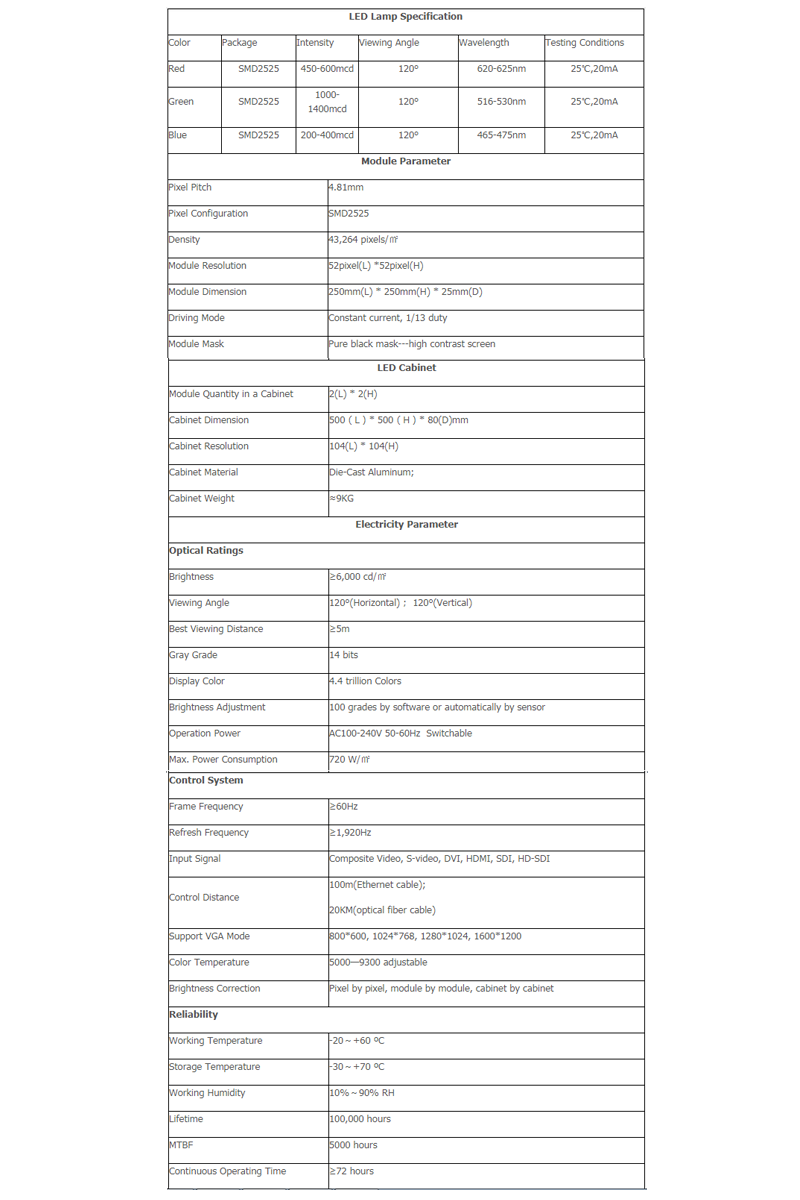 LED Lamp Specification
Color Package Intensity Viewing Angle Wavelength Testing Conditions
Red SMD2525 450-600mcd 120º 620-625nm 25℃,20mA
Green SMD2525 1000-1400mcd 120º 516-530nm 25℃,20mA
Blue SMD2525 200-400mcd 120º 465-475nm 25℃,20mA
Module Parameter
Pixel Pitch 4.81mm
Pixel Configuration SMD2525
Density 43,264 pixels/㎡
Module Resolution 52pixel(L) *52pixel(H)
Module Dimension 250mm(L) * 250mm(H) * 25mm(D)
Driving Mode Constant current, 1/13 duty
Module Mask Pure black mask---high contrast screen
LED Cabinet
Module Quantity in a Cabinet 2(L) * 2(H)
Cabinet Dimension 500 ( L ) * 500 ( H ) * 80(D)mm
Cabinet Resolution 104(L) * 104(H)
Cabinet Material Die-Cast Aluminum;
Cabinet Weight ≈9KG
Electricity Parameter
Optical Ratings
Brightness ≥6,000 cd/㎡
Viewing Angle 120º(Horizontal) ; 120º(Vertical)
Best Viewing Distance ≥5m
Gray Grade 14 bits
Display Color 4.4 trillion Colors
Brightness Adjustment 100 grades by software or automatically by sensor
Operation Power AC100-240V 50-60Hz Switchable
Max. Power Consumption 720 W/㎡
Control System
Frame Frequency ≥60Hz
Refresh Frequency ≥1,920Hz
Input Signal Composite Video, S-video, DVI, HDMI, SDI, HD-SDI
Control Distance 100m(Ethernet cable);
20KM(optical fiber cable)
Support VGA Mode 800*600, 1024*768, 1280*1024, 1600*1200
Color Temperature 5000—9300 adjustable
Brightness Correction Pixel by pixel, module by module, cabinet by cabinet
Reliability
Working Temperature -20～+60 ºC
Storage Temperature -30～+70 ºC
Working Humidity 10%～90% RH
Lifetime 100,000 hours
MTBF 5000 hours
Continuous Operating Time ≥72 hours